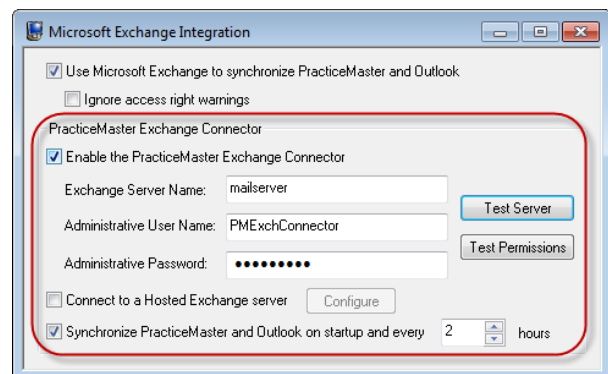 Microsoft Exchange Integration
Use Microsoft Exchange to synchronize PracticeMaster and Outlook
Ignore access right warnings
PracticeMaster Exchange Connector
Enable the PracticeMaster Exchange Connector
Exchange Server Name: mailserver
Test Server
Administrative User Name: PMExchConnector
Test Permissions
Administrative Password: ●●●●●●●●●
Connect to a Hosted Exchange server Configure
Synchronize PracticeMaster and Outlook on startup and every 2 hours